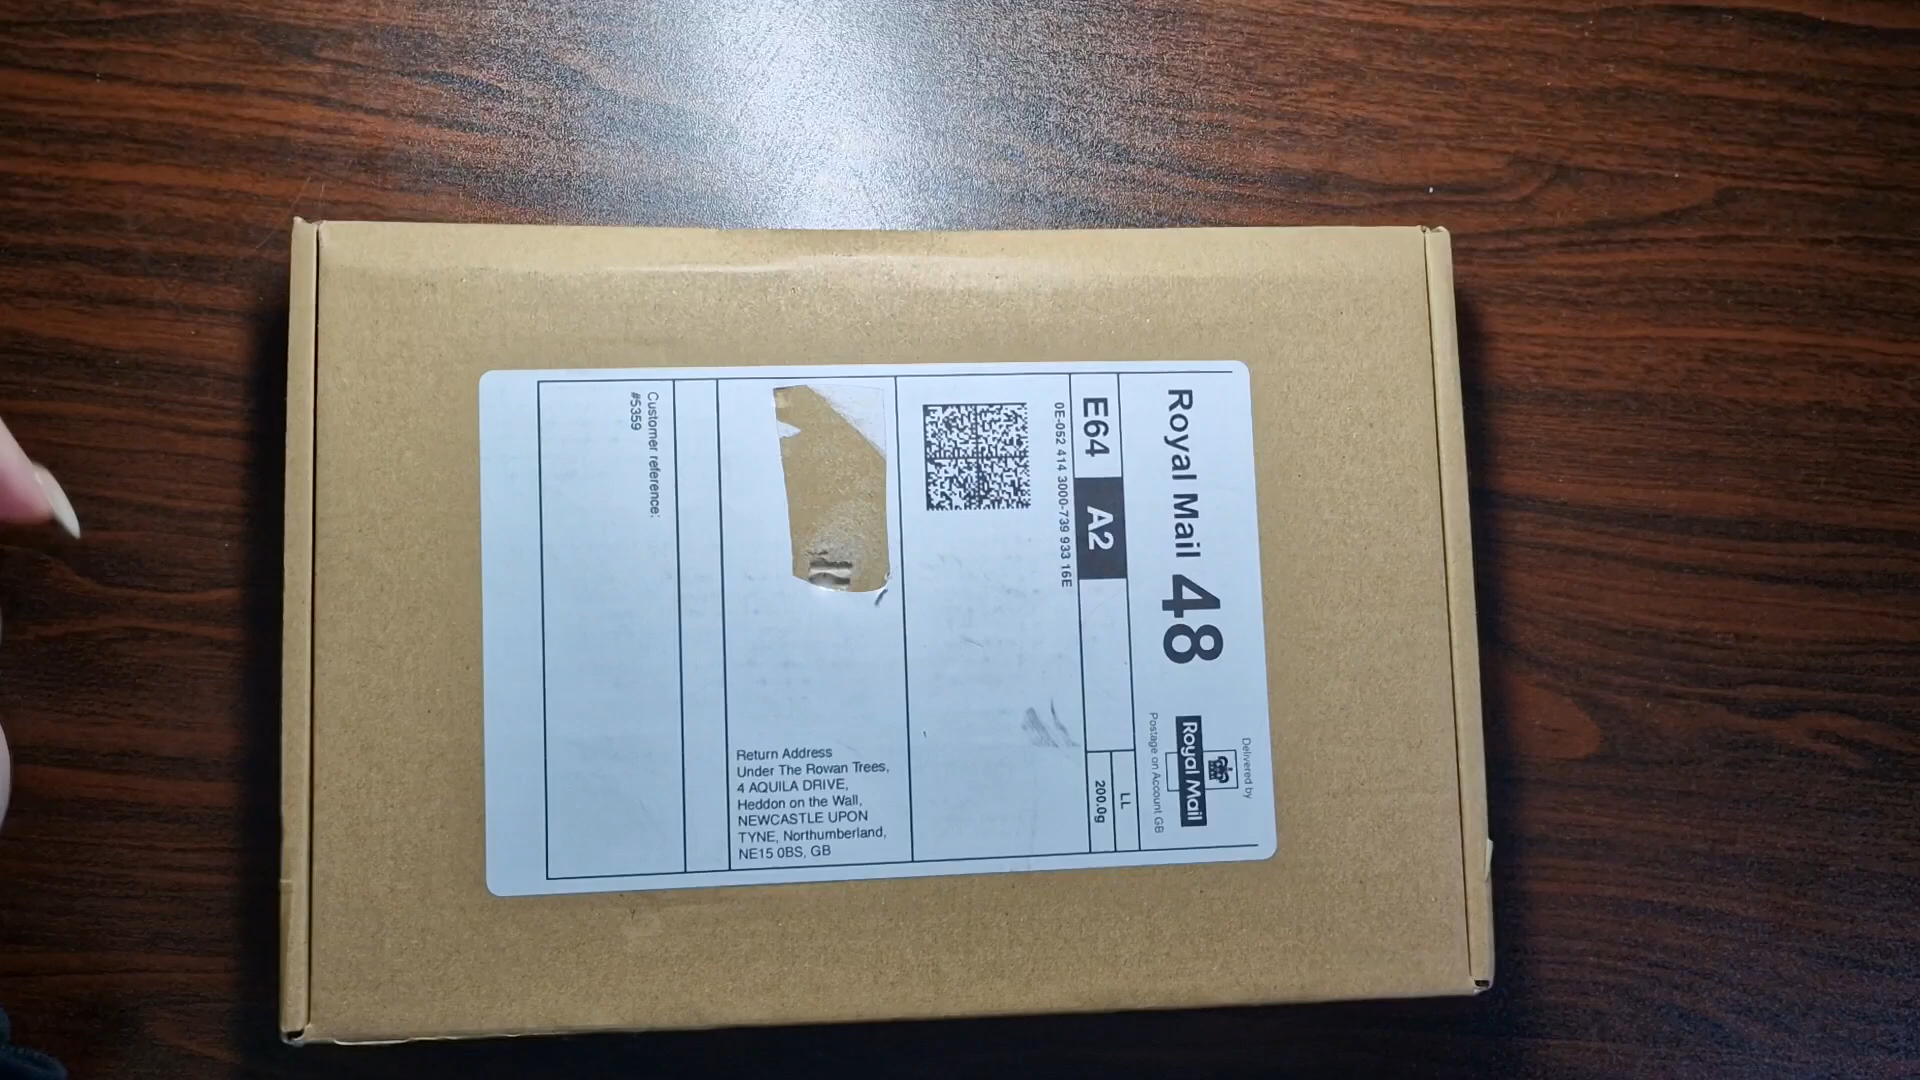 Delivered by
Royal Mail 48
Royal Mail
Postage on Account GB
E64 A2
LL
200.0g
0E-052 414 3000-739 933 16E
Return Address
Under The Rowan Trees,
4 AQUILA DRIVE,
Heddon on the Wall,
NEWCASTLE UPON
TYNE, Northumberland,
NE15 0BS, GB
Customer reference:
#5359